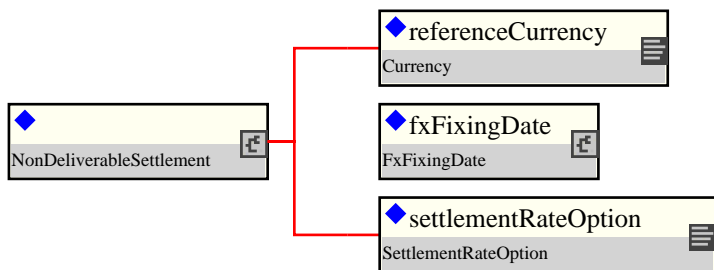 referenceCurrency
Currency
NonDeliverableSettlement
fxFixingDate
FxFixingDate
settlementRateOption
SettlementRateOption